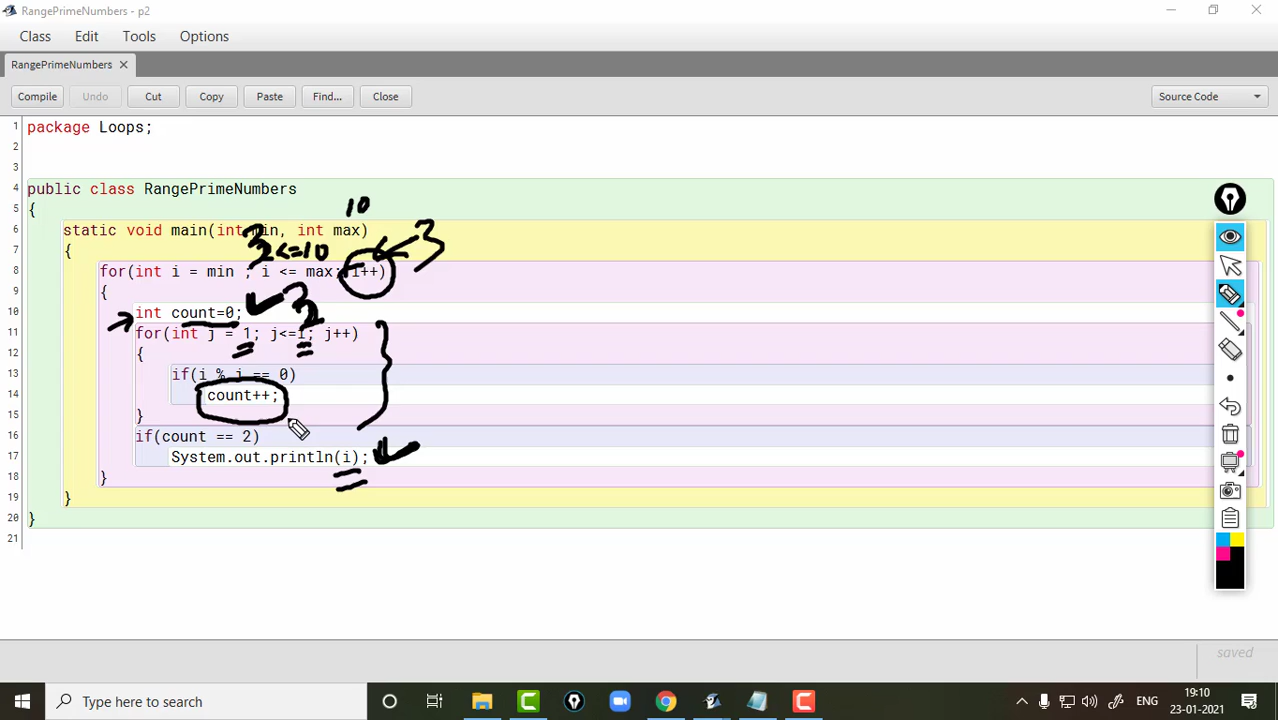 RangePrimeNumbers - p2
Class Edit Tools Options
RangePrimeNumbers ×
Compile Undo Cut Copy Paste Find... Close Source Code
1 package Loops;
2
3
4 public class RangePrimeNumbers
5 {
10
6 static void main(int min, int max)
3 3
2<=10
7 {
8 for(int i = min ; i <= max; i++)
9 {
3
10 int count=0;
2
11 for(int j = 1; j<=i; j++)
12 {
13 if(i % j == 0)
14 count++;
15 }
16 if(count == 2)
17 System.out.println(i);
18 }
19 }
20 }
21
saved
Type here to search
ENG
19:10
23-01-2021